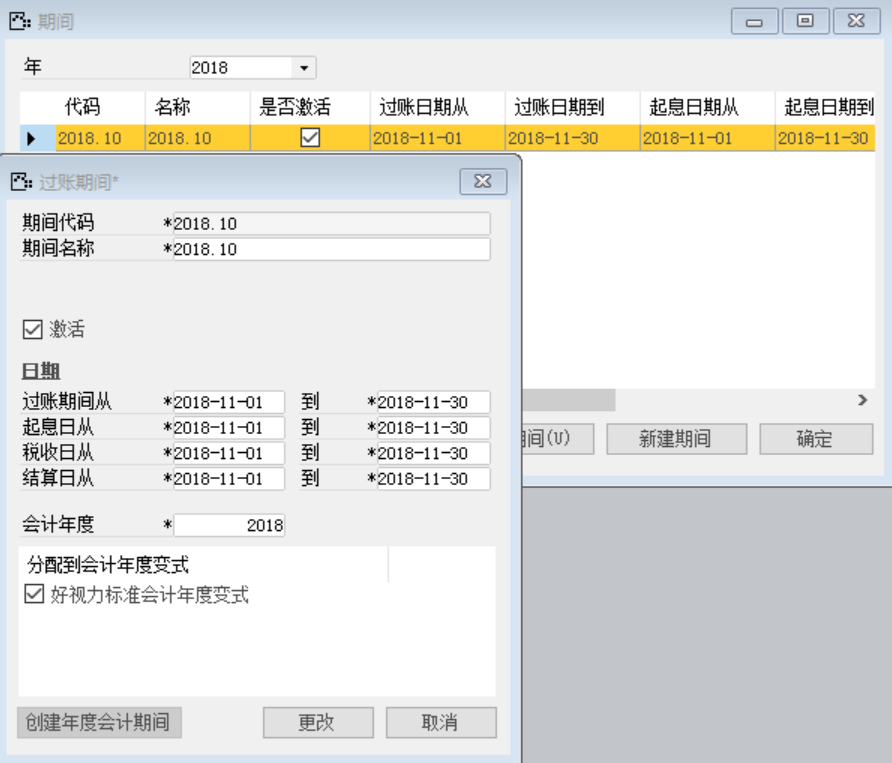 期间
年 2018
代码 名称 是否激活 过账日期从 过账日期到 起息日期从 起息日期到
2018.10 2018.10 2018-11-01 2018-11-30 2018-11-01 2018-11-30
过账期间*
期间代码 *2018.10
期间名称 *2018.10
激活
日期
过账期间从 *2018-11-01 到 *2018-11-30
起息日从 *2018-11-01 到 *2018-11-30
税收日从 *2018-11-01 到 *2018-11-30
结算日从 *2018-11-01 到 *2018-11-30
会计年度 * 2018
分配到会计年度变式
好视力标准会计年度变式
创建年度会计期间 更改 取消
间(U) 新建期间 确定